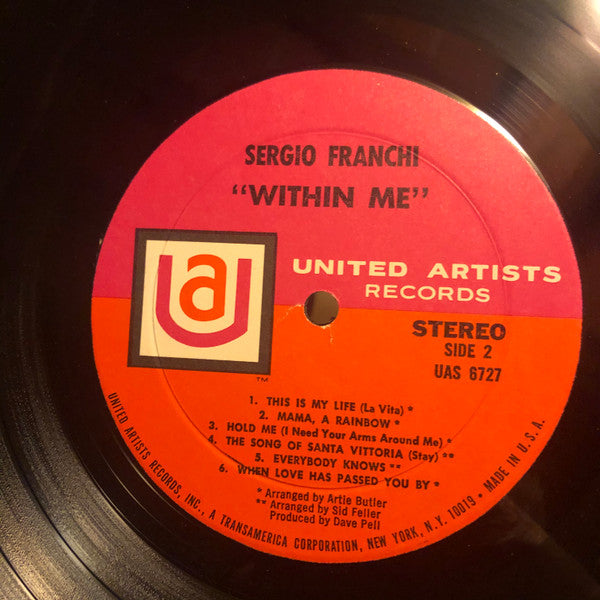 SERGIO FRANCHI
"WITHIN ME"
ua
UNITED ARTISTS
RECORDS
TM
STEREO
SIDE 2
UAS 6727
1. THIS IS MY LIFE (La Vita) *
2. MAMA, A RAINBOW *
3. HOLD ME (I Need Your Arms Around Me) *
4. THE SONG OF SANTA VITTORIA (Stay) **
5. EVERYBODY KNOWS **
6. WHEN LOVE HAS PASSED YOU BY *
* Arranged by Artie Butler
** Arranged by Sid Feller
Produced by Dave Pell
UNITED ARTISTS RECORDS, INC., A TRANSAMERICA CORPORATION, NEW YORK, N.Y. 10019 • MADE IN U.S.A.